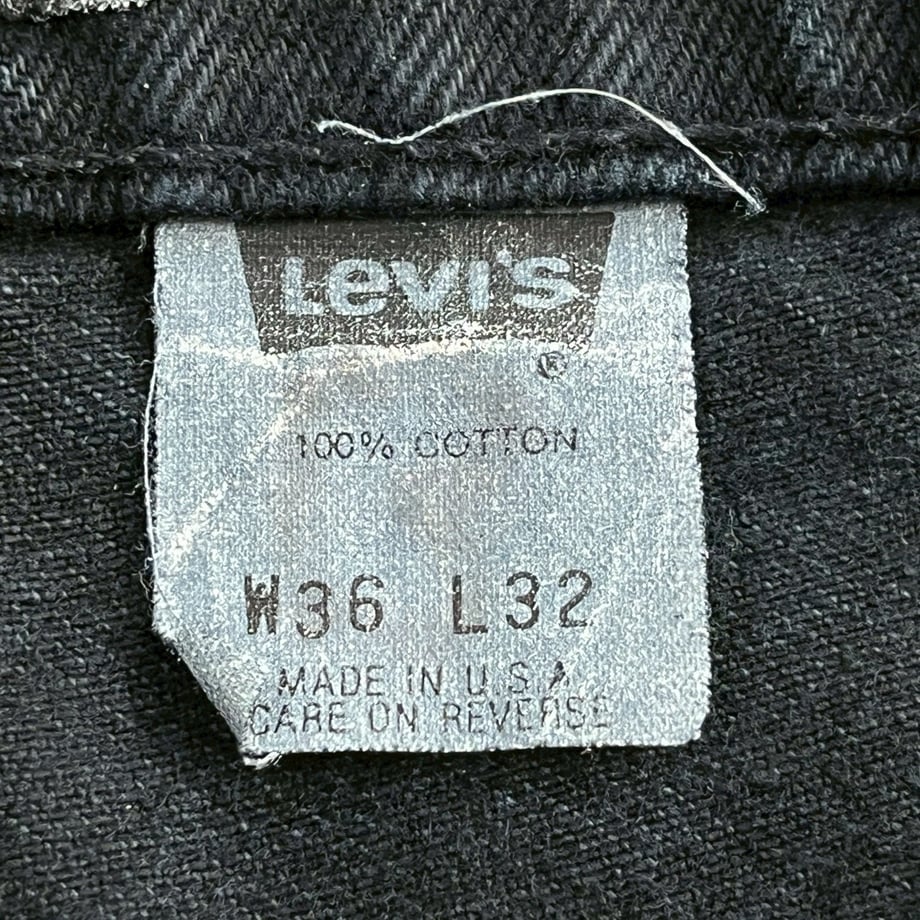 Levi's
®
100% COTTON
W36 L32
MADE IN U.S.A.
CARE ON REVERSE